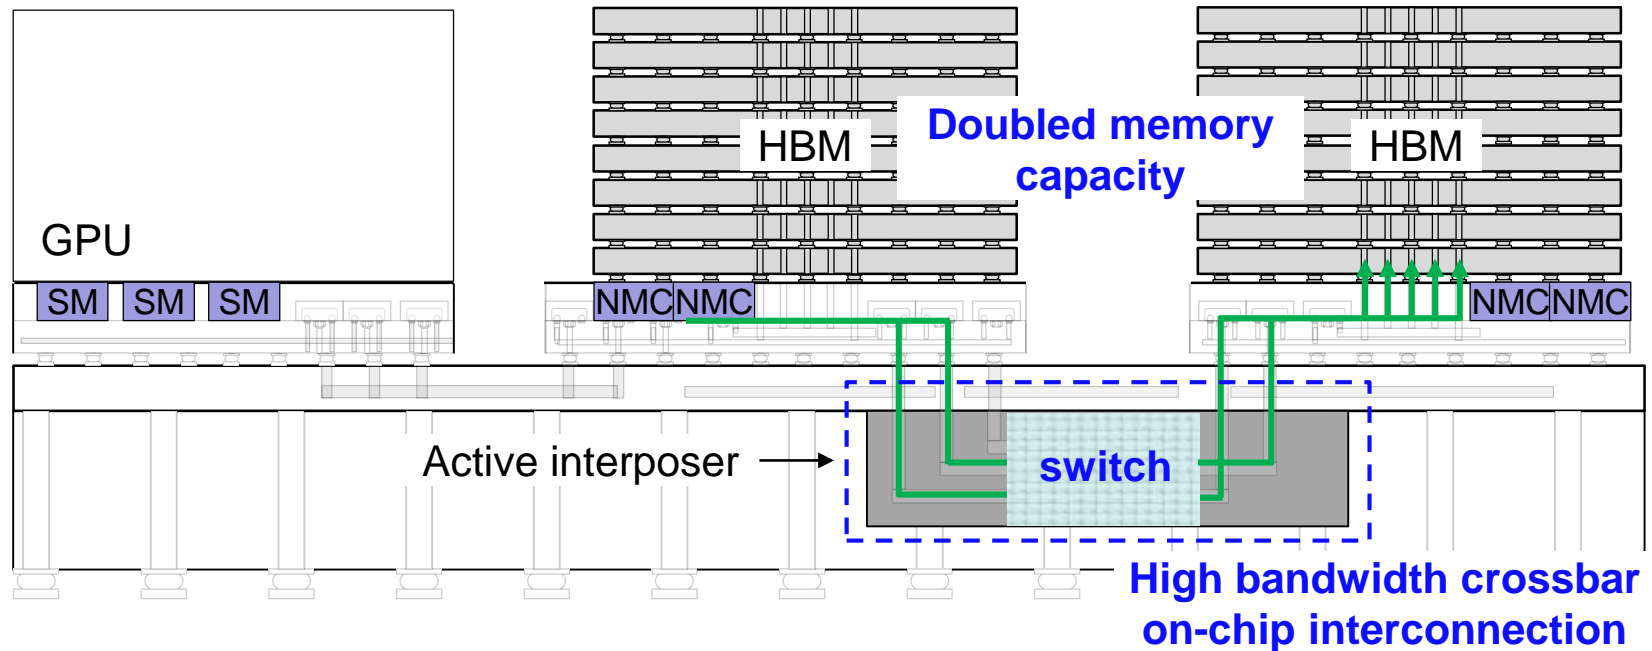 HBM
Doubled memory
capacity
HBM
GPU
SM SM SM
NMC NMC
NMC NMC
Active interposer
switch
High bandwidth crossbar
on-chip interconnection